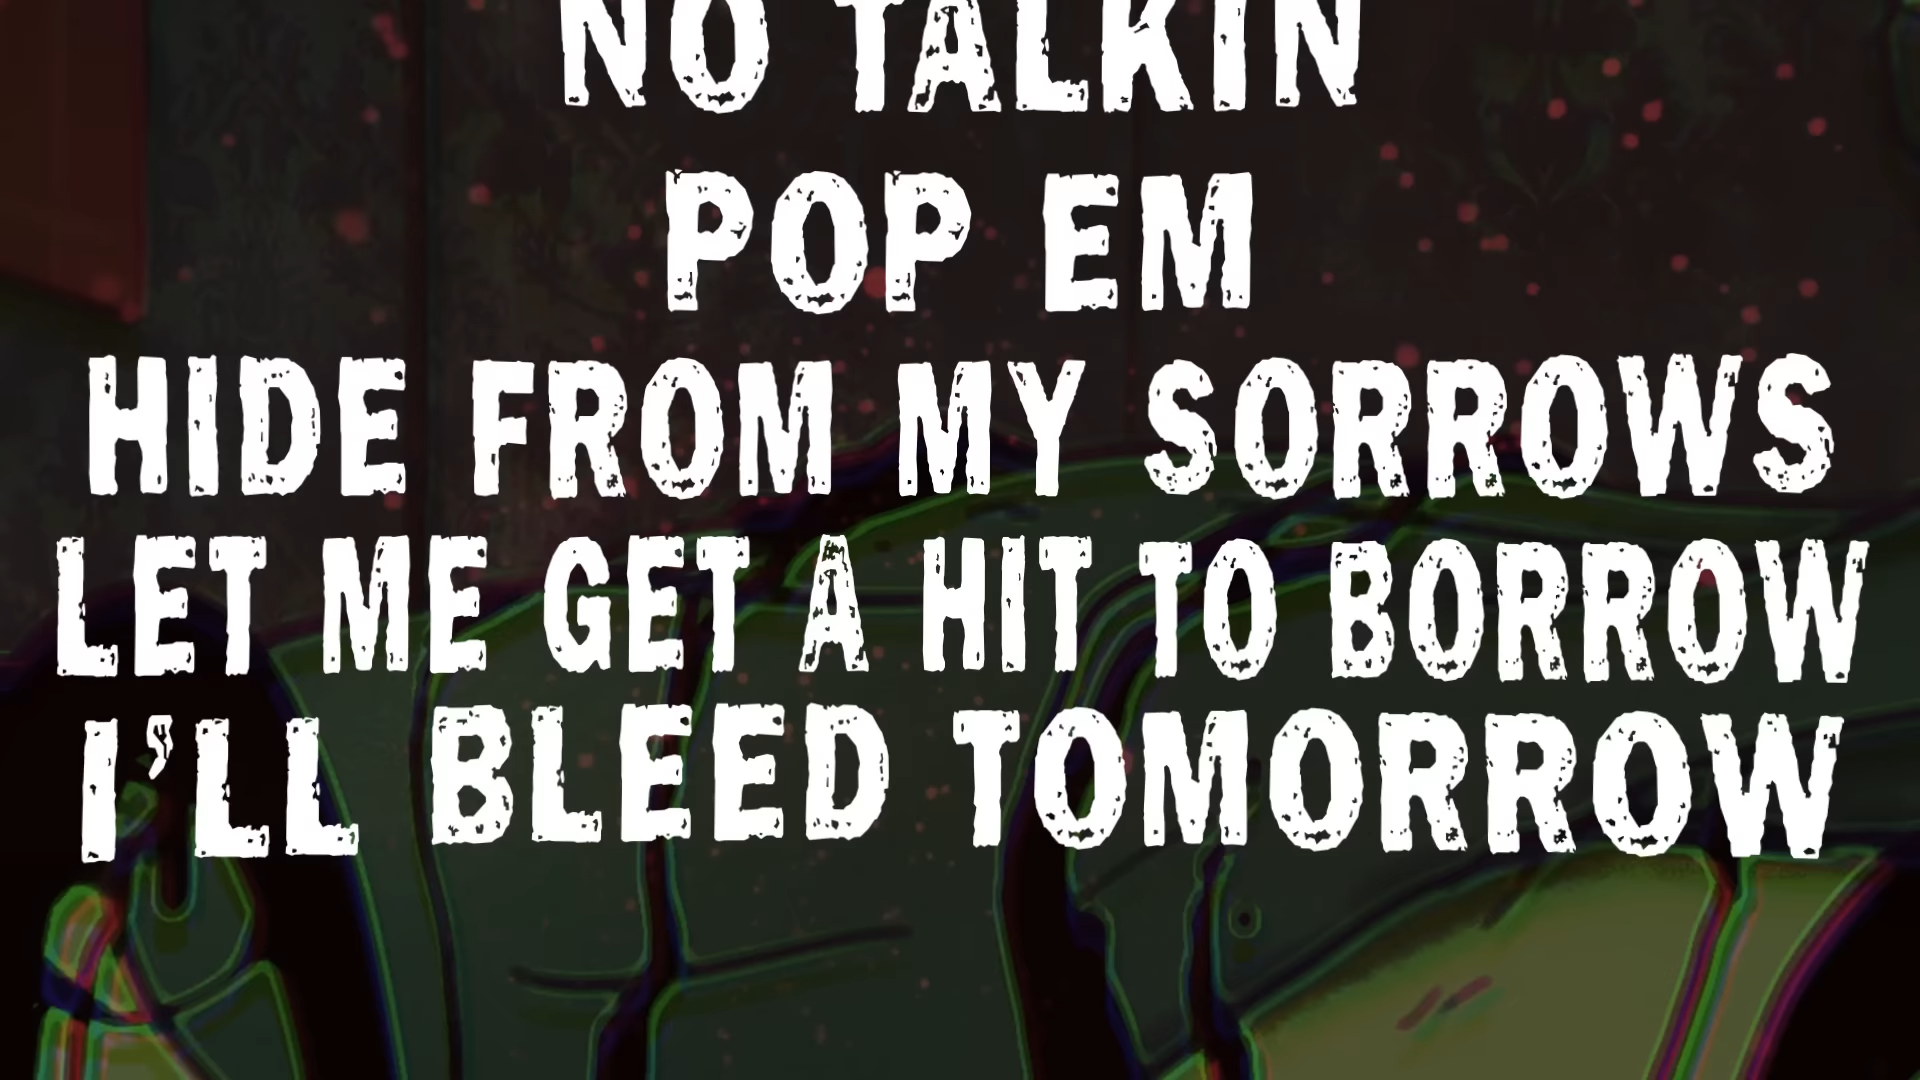 NO TALKIN
POP EM
HIDE FROM MY SORROWS
LET ME GET A HIT TO BORROW
I'LL BLEED TOMORROW